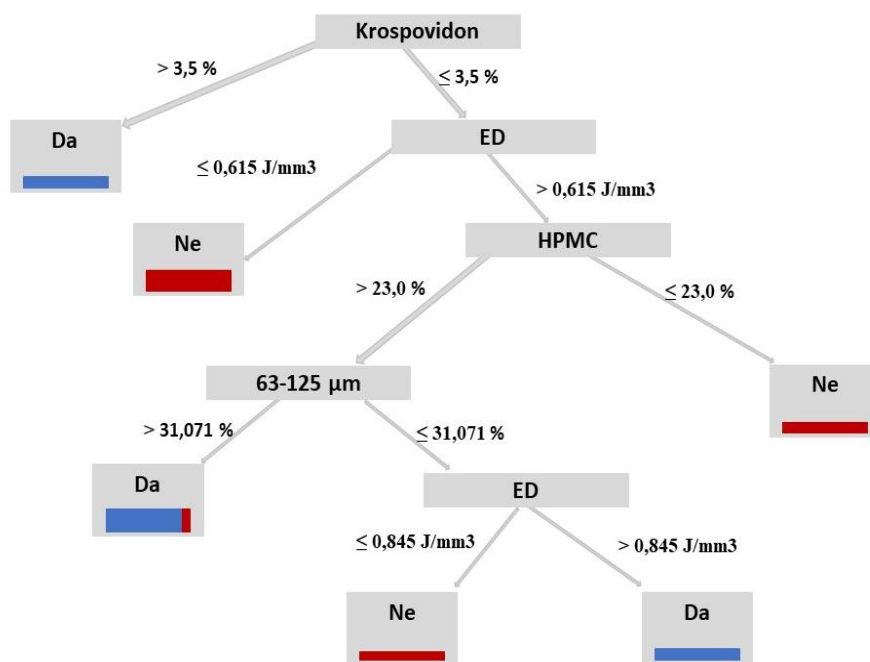 Krospovidon
> 3,5 %
≤ 3,5 %
Da
ED
≤ 0,615 J/mm3
> 0,615 J/mm3
Ne
HPMC
> 23,0 %
≤ 23,0 %
63-125 µm
Ne
> 31,071 %
≤ 31,071 %
Da
ED
≤ 0,845 J/mm3
> 0,845 J/mm3
Ne
Da